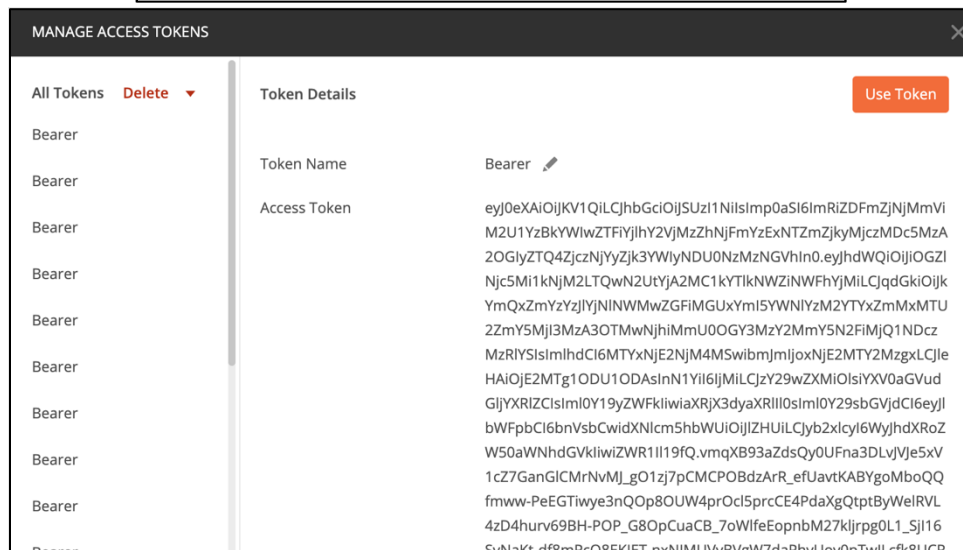 MANAGE ACCESS TOKENS
All Tokens Delete
Token Details
Use Token
Bearer
Token Name Bearer
Bearer
Access Token
Bearer
Bearer
Bearer
Bearer
Bearer
Bearer
Bearer
eyJ0eXAiOiJKV1QiLCJhbGciOiJSUzI1NiIsImp0aSI6ImRiZDFmZjNjMmVi
M2U1YzBkYWIwZTFiYjlhY2VjMzZhNjFmYzExNTZmZjkyMjczMDc5MzA
2OGIyZTQ4ZjczNjYyZjk3YWIyNDU0NzMzNGVhIn0.eyJhdWQiOiJiOGZl
Njc5Mi1kNjM2LTQwN2UtYjA2MC1kYTlkNWZiNWFhYjMiLCJqdGkiOiJk
YmQxZmYzYzJlYjNlNWMwZGFiMGUxYmI5YWNlYzM2YTYxZmMxMTU
2ZmY5MjI3MzA3OTMwNjhiMmU0OGY3MzY2MmY5N2FiMjQ1NDcz
MzRlYSIsImlhdCI6MTYxNjE2NjM4MSwibmJmIjoxNjE2MTY2MzgxLCJle
HAiOjE2MTg1ODU1ODAsInN1YiI6IjMiLCJzY29wZXMiOlsiYXV0aGVud
GljYXRlZCIsIml0Y19yZWFkIiwiaXRjX3dyaXRlIl0sIml0Y29sbGVjdCI6eyJl
bWFpbCI6bnVsbCwidXNlcm5hbWUiOiJlZHUiLCJyb2xlcyI6WyJhdXRoZ
W50aWNhdGVkIiwiZWR1Il19fQ.vmqXB93aZdsQy0UFna3DLvJVJe5xV
1cZ7GanGlCMrNvMJ_gO1zj7pCMCPOBdzArR_efUavtKABYgoMboQQ
fmww-PeEGTiwye3nQOp8OUW4prOcl5prcCE4PdaXgQtptByWelRVL
4zD4hurv69BH-POP_G8OpCuaCB_7oWlfeEopnbM27kljrpg0L1_SjI16